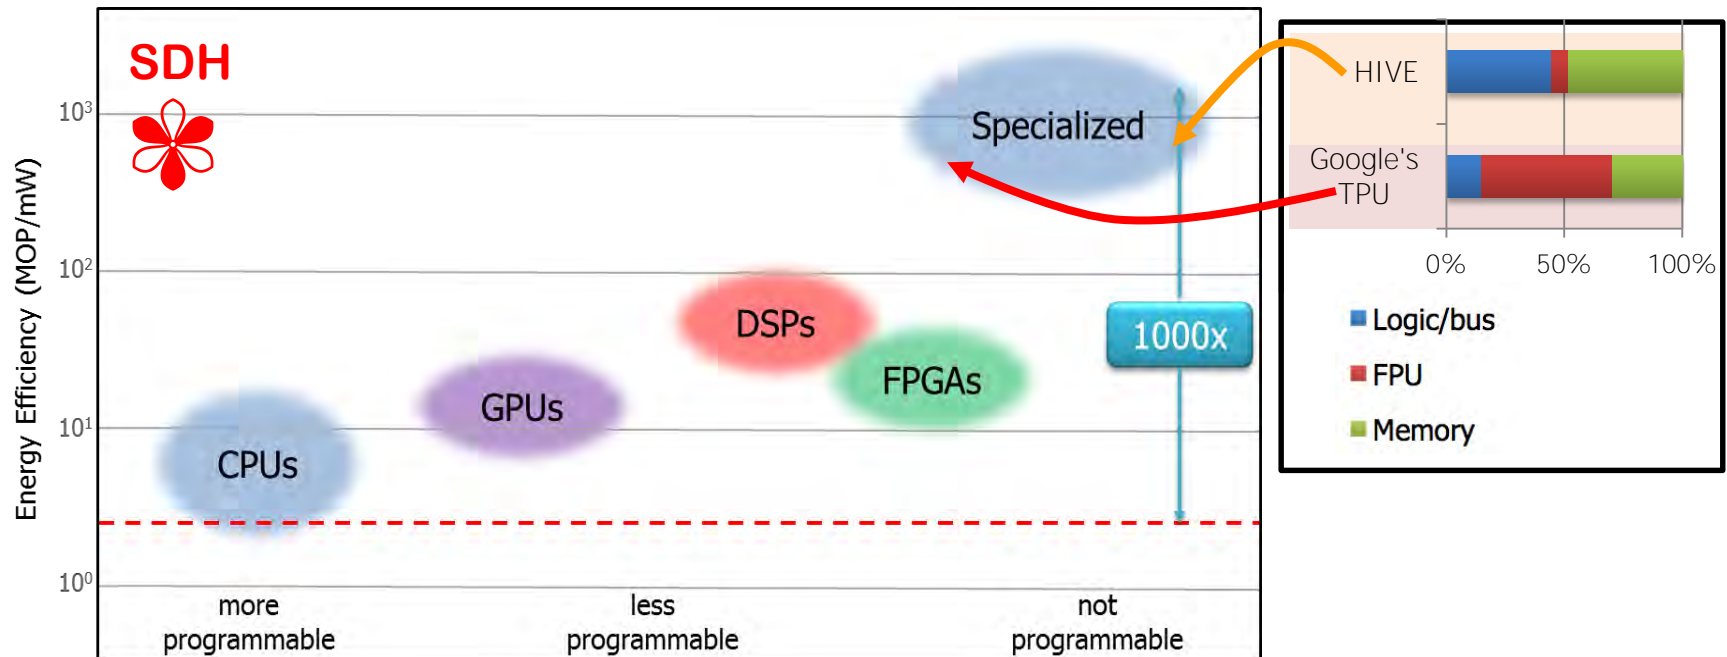 SDH
Energy Efficiency (MOP/mW)
10³
10²
10¹
10⁰
Specialized
DSPs
FPGAs
GPUs
CPUs
1000x
more
programmable
less
programmable
not
programmable
HIVE
Google's
TPU
0% 50% 100%
Logic/bus
FPU
Memory